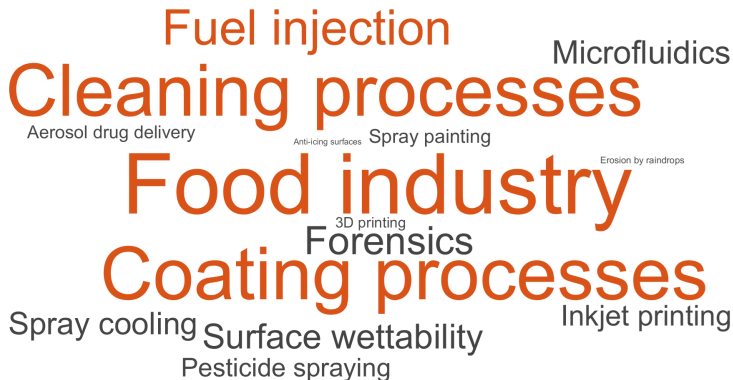 Fuel injection
Microfluidics
Cleaning processes
Aerosol drug delivery
Anti-icing surfaces
Spray painting
Erosion by raindrops
Food industry
3D printing
Forensics
Coating processes
Spray cooling
Inkjet printing
Surface wettability
Pesticide spraying